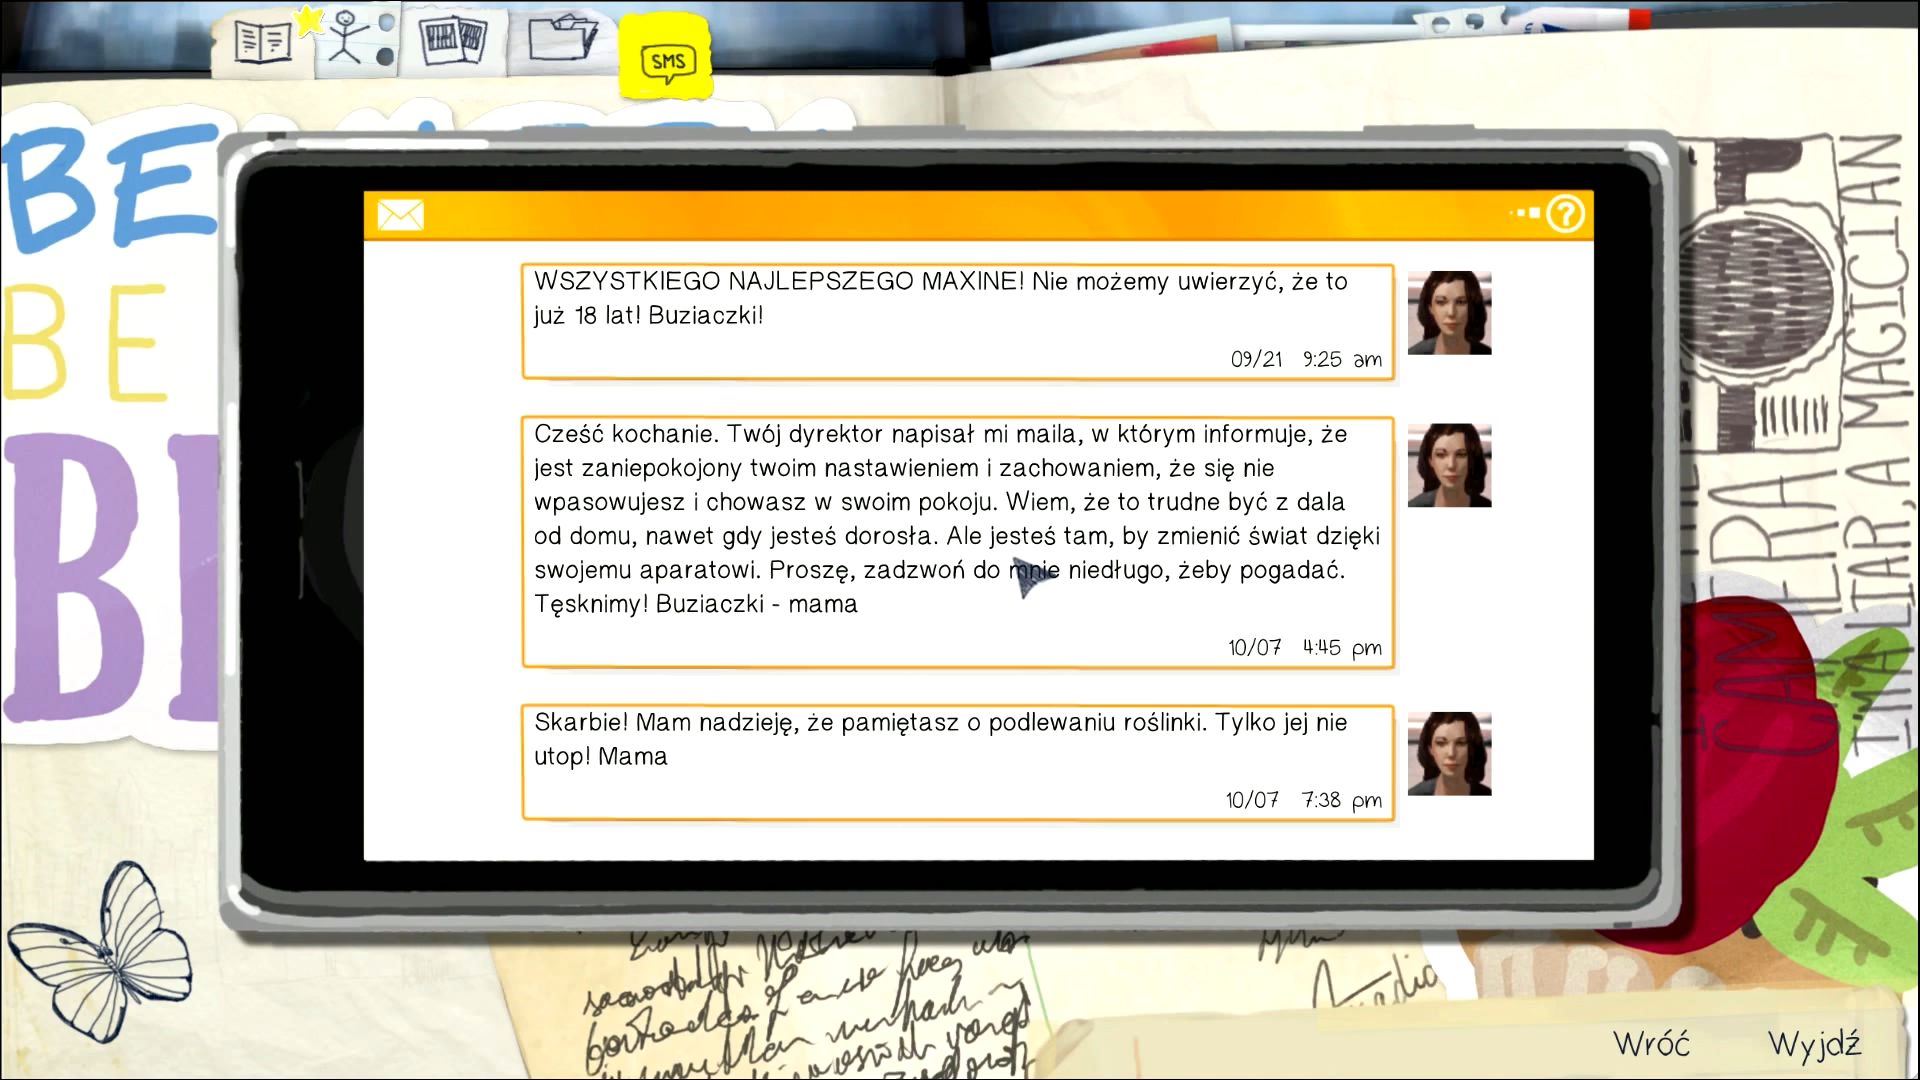 SMS
BE
BE
WSZYSTKIEGO NAJLEPSZEGO MAXINE! Nie możemy uwierzyć, że to
już 18 lat! Buziaczki!
09/21 9:25 am
Cześć kochanie. Twój dyrektor napisał mi maila, w którym informuje, że
jest zaniepokojony twoim nastawieniem i zachowaniem, że się nie
wpasowujesz i chowasz w swoim pokoju. Wiem, że to trudne być z dala
od domu, nawet gdy jesteś dorosła. Ale jesteś tam, by zmienić świat dzięki
swojemu aparatowi. Proszę, zadzwoń do mnie niedługo, żeby pogadać.
Tęsknimy! Buziaczki - mama
10/07 4:45 pm
Skarbie! Mam nadzieję, że pamiętasz o podlewaniu roślinki. Tylko jej nie
utop! Mama
10/07 7:38 pm
CAMERA
LIAR, A MAGICIAN
Wróć Wyjdź